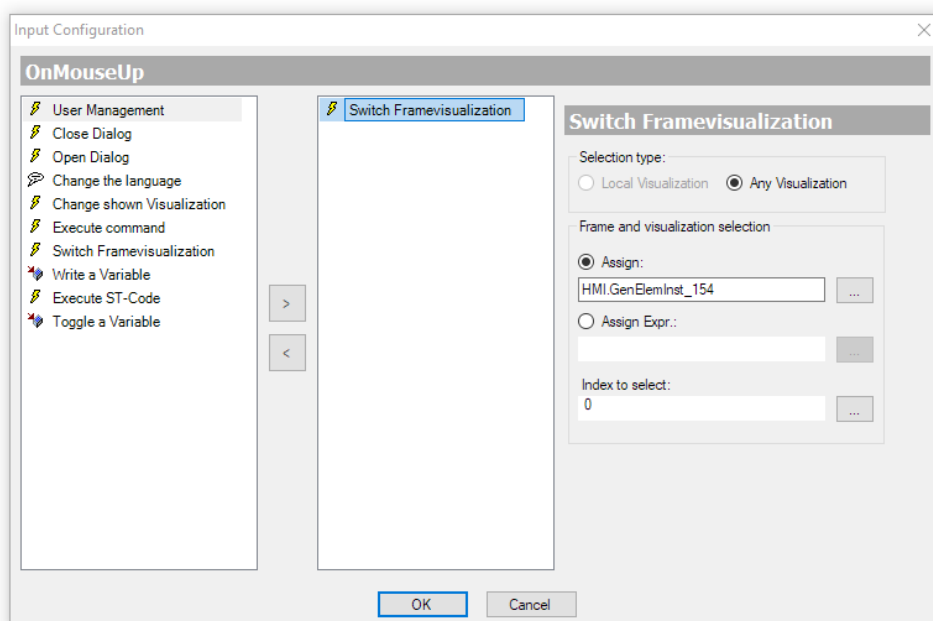 Input Configuration
OnMouseUp
User Management
Close Dialog
Open Dialog
Change the language
Change shown Visualization
Execute command
Switch Framevisualization
Write a Variable
Execute ST-Code
Toggle a Variable
>
<
Switch Framevisualization
Switch Framevisualization
Selection type:
Local Visualization Any Visualization
Frame and visualization selection
Assign:
HMI.GenElemInst_154 ...
Assign Expr.:
...
Index to select:
0 ...
OK Cancel